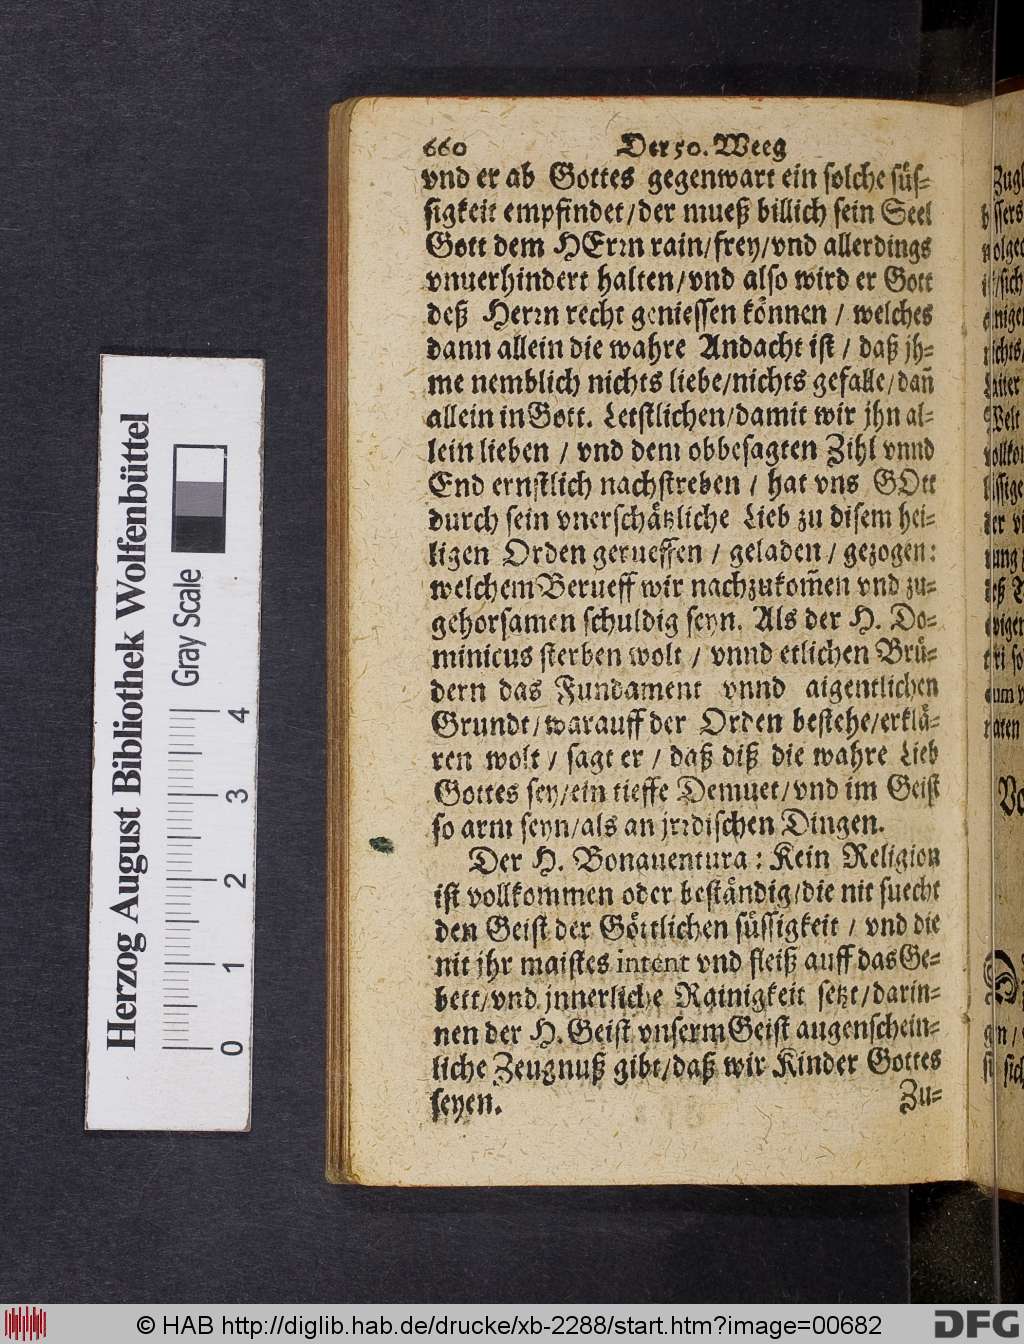 660 Der 50. Weeg
vnd er ab Gottes gegenwart ein solche süs-
sigkeit empfindet/der mueß billich sein Seel
Gott dem HErrn rain/frey/vnd allerdings
vnuerhindert halten/vnd also wird er Gott
deß Herrn recht geniessen können / welches
dann allein die wahre Andacht ist / daß jh-
me nemblich nichts liebe/nichts gefalle/dañ
allein in Gott. Letstlichen/damit wir jhn al-
lein lieben / vnd dem obbesagten Zihl vnnd
End ernstlich nachstreben / hat vns GOtt
durch sein vnerschätzliche Lieb zu disem hei-
ligen Orden gerueffen / geladen / gezogen:
welchem Berueff wir nachzukom̃en vnd zu-
gehorsamen schuldig seyn. Als der H. Do-
minicus sterben wolt / vnnd etlichen Brü-
dern das Fundament vnnd aigentlichen
Grundt/warauff der Orden bestehe/erklä-
ren wolt / sagt er / daß diß die wahre Lieb
Gottes sey/ein tieffe Demuet/vnd im Geist
so arm seyn/als an jrrdischen Dingen.
Der H. Bonauentura: Kein Religion
ist vollkommen oder beständig/die nit suecht
den Geist der Göttlichen süssigkeit / vnd die
nit jhr maistes intent vnd fleiß auff das Ge-
bett/vnd jnnerliche Rainigkeit setzt/darin-
nen der H. Geist vnserm Geist augenschein-
liche Zeugnuß gibt/daß wir Kinder Gottes
seyen.
Zu-
Herzog August Bibliothek Wolfenbüttel
Gray Scale
0 1 2 3 4
© HAB http://diglib.hab.de/drucke/xb-2288/start.htm?image=00682
DFG